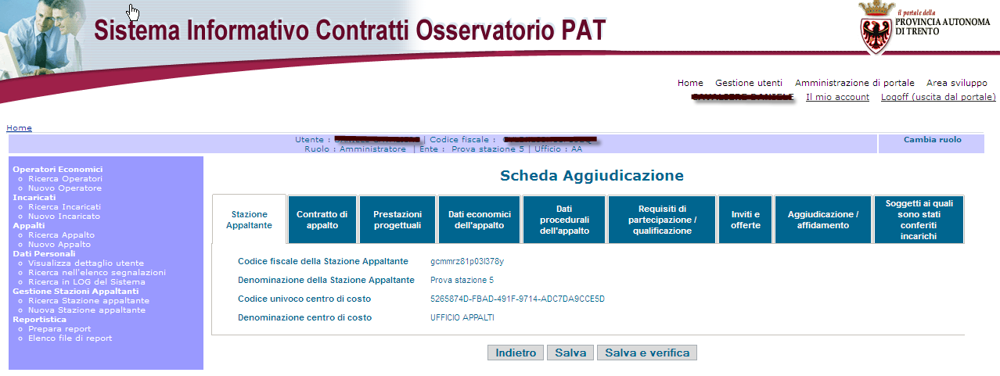 Sistema Informativo Contratti Osservatorio PAT
il portale della
PROVINCIA AUTONOMA
DI TRENTO
Home Gestione utenti Amministrazione di portale Area sviluppo
Il mio account Logoff (uscita dal portale)
Home
Utente : | Codice fiscale :
Ruolo : Amministratore | Ente : Prova stazione 5 | Ufficio : AA
Cambia ruolo
Operatori Economici
Ricerca Operatori
Nuovo Operatore
Incaricati
Ricerca Incaricati
Nuovo Incaricato
Appalti
Ricerca Appalto
Nuovo Appalto
Dati Personali
Visualizza dettaglio utente
Ricerca nell'elenco segnalazioni
Ricerca in LOG del Sistema
Gestione Stazioni Appaltanti
Ricerca Stazione appaltante
Nuova Stazione appaltante
Reportistica
Prepara report
Elenco file di report
Scheda Aggiudicazione
Stazione
Appaltante
Contratto di
appalto
Prestazioni
progettuali
Dati economici
dell'appalto
Dati
procedurali
dell'appalto
Requisiti di
partecipazione /
qualificazione
Inviti e
offerte
Aggiudicazione /
affidamento
Soggetti ai quali
sono stati
conferiti
incarichi
Codice fiscale della Stazione Appaltante gcmmrz81p03l378y
Denominazione della Stazione Appaltante Prova stazione 5
Codice univoco centro di costo 5265874D-FBAD-491F-9714-ADC7DA9CCE5D
Denominazione centro di costo UFFICIO APPALTI
Indietro Salva Salva e verifica